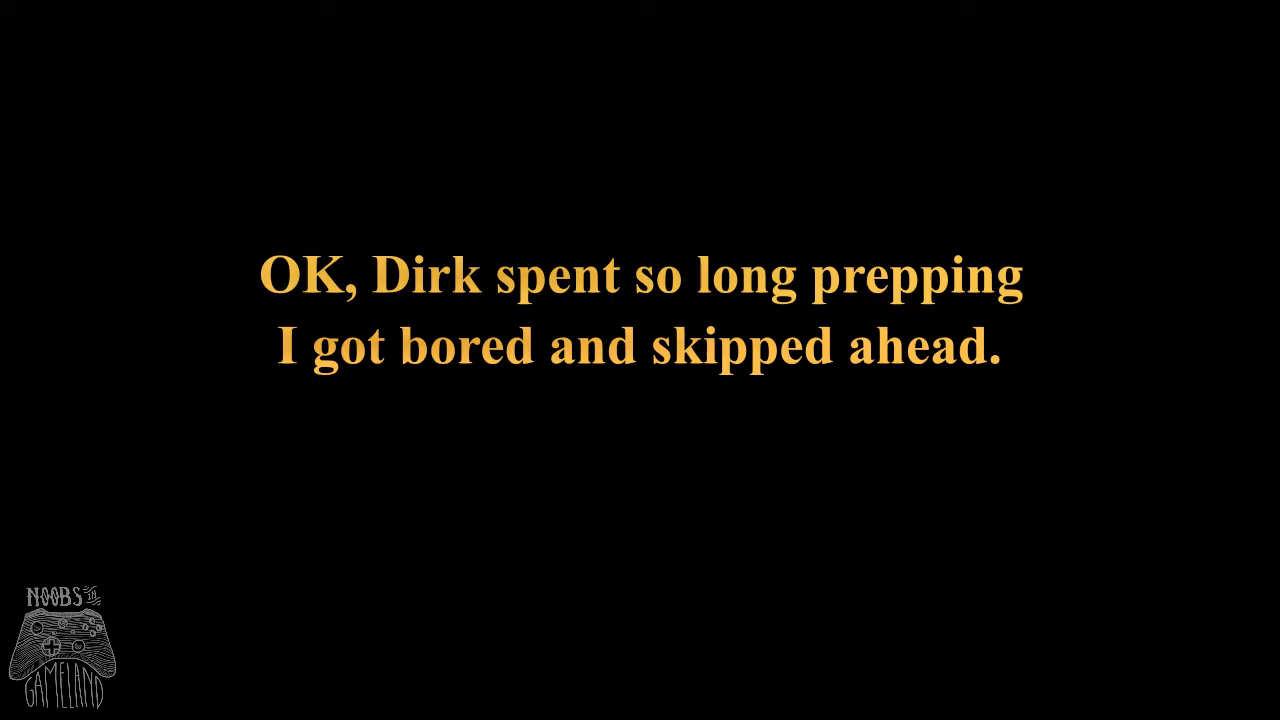 OK, Dirk spent so long prepping
I got bored and skipped ahead.
NOOBS IN
GAMELAND